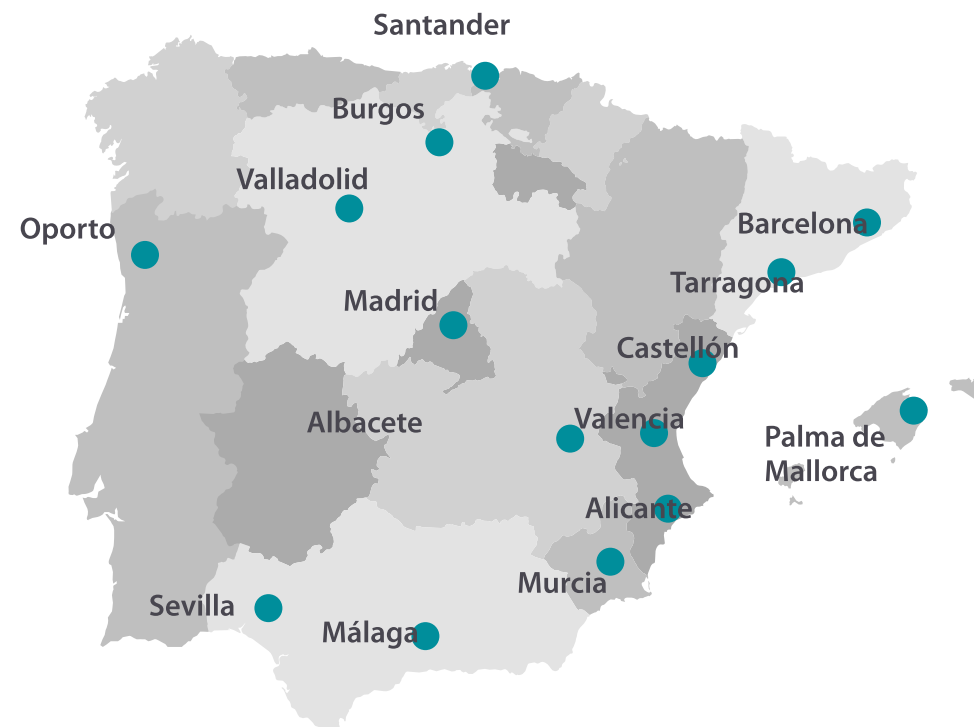 Santander
Burgos
Valladolid
Oporto
Barcelona
Tarragona
Madrid
Castellón
Albacete
Valencia
Palma de
Mallorca
Alicante
Murcia
Sevilla
Málaga